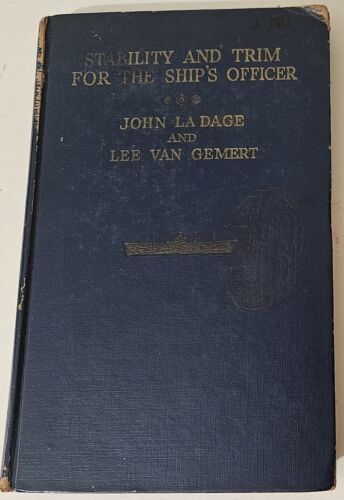 STABILITY AND TRIM
FOR THE SHIP'S OFFICER
JOHN LA DAGE
AND
LEE VAN GEMERT